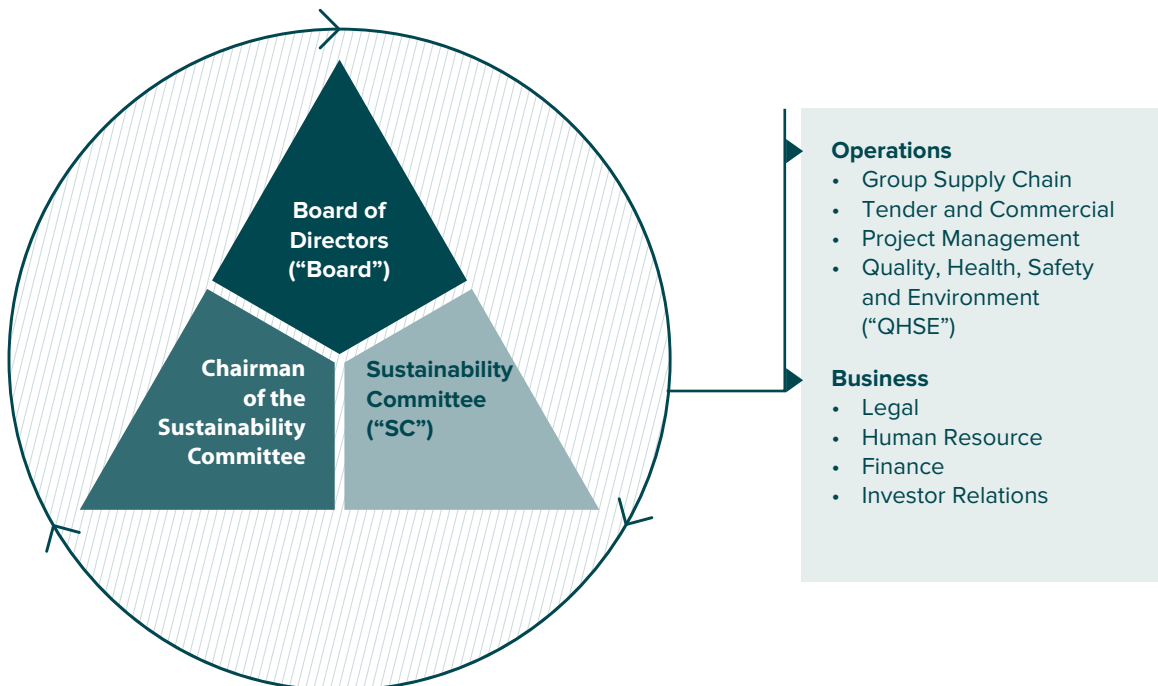 Board of
Directors
(“Board”)
Chairman
of the
Sustainability
Committee
Sustainability
Committee
(“SC”)
Operations
• Group Supply Chain
• Tender and Commercial
• Project Management
• Quality, Health, Safety
and Environment
(“QHSE”)
Business
• Legal
• Human Resource
• Finance
• Investor Relations